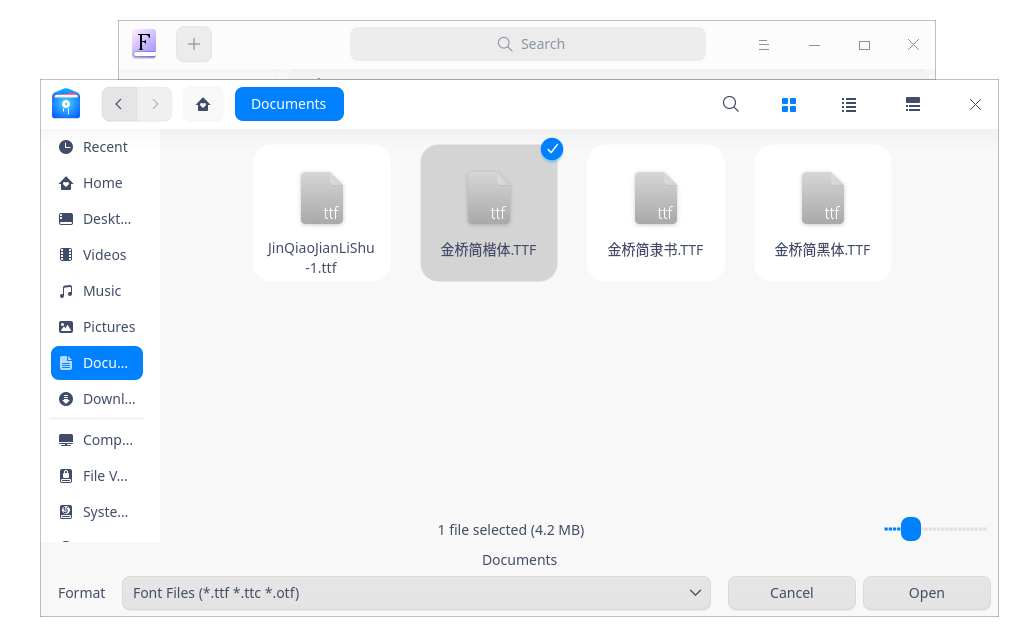 F
Search
Documents
Recent
Home
Deskt...
Videos
Music
Pictures
Docu...
Downl...
Comp...
File V...
Syste...
ttf
JinQiaoJianLiShu
-1.ttf
ttf
金桥简楷体.TTF
ttf
金桥简隶书.TTF
ttf
金桥简黑体.TTF
1 file selected (4.2 MB)
Documents
Format
Font Files (*.ttf *.ttc *.otf)
Cancel
Open